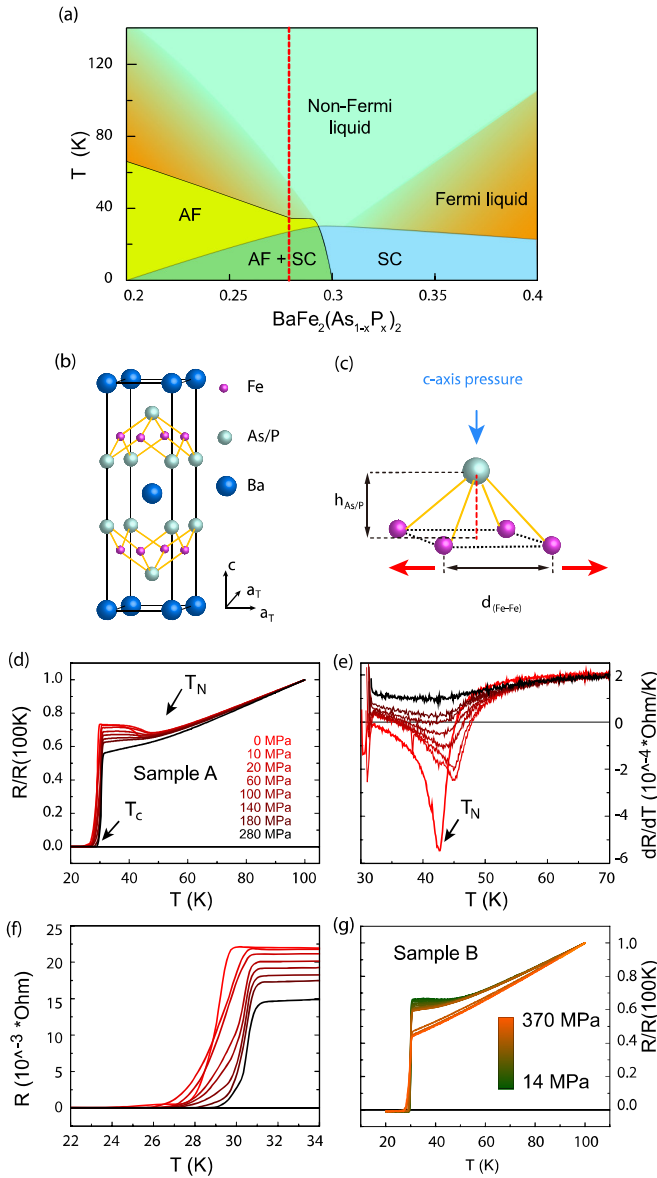 (a)
120
80
40
0
T (K)
Non-Fermi
liquid
Fermi liquid
AF
AF + SC
SC
0.2
0.25
0.3
0.35
0.4
BaFe2(As1-xPx)2
(b)
Fe
As/P
Ba
c
aT
aT
(c)
c-axis pressure
hAs/P
d(Fe-Fe)
(d)
R/R(100K)
1.0
0.8
0.6
0.4
0.2
0.0
TN
Sample A
Tc
0 MPa
10 MPa
20 MPa
60 MPa
100 MPa
140 MPa
180 MPa
280 MPa
20
40
60
80
100
T (K)
(e)
2
0
-2
-4
-6
dR/dT (10^-4*Ohm/K)
TN
30
40
50
60
70
T (K)
(f)
R (10^-3 *Ohm)
25
20
15
10
5
0
22
24
26
28
30
32
34
T (K)
(g)
Sample B
370 MPa
14 MPa
1.0
0.8
0.6
0.4
0.2
0.0
R/R(100K)
20
40
60
80
100
T (K)